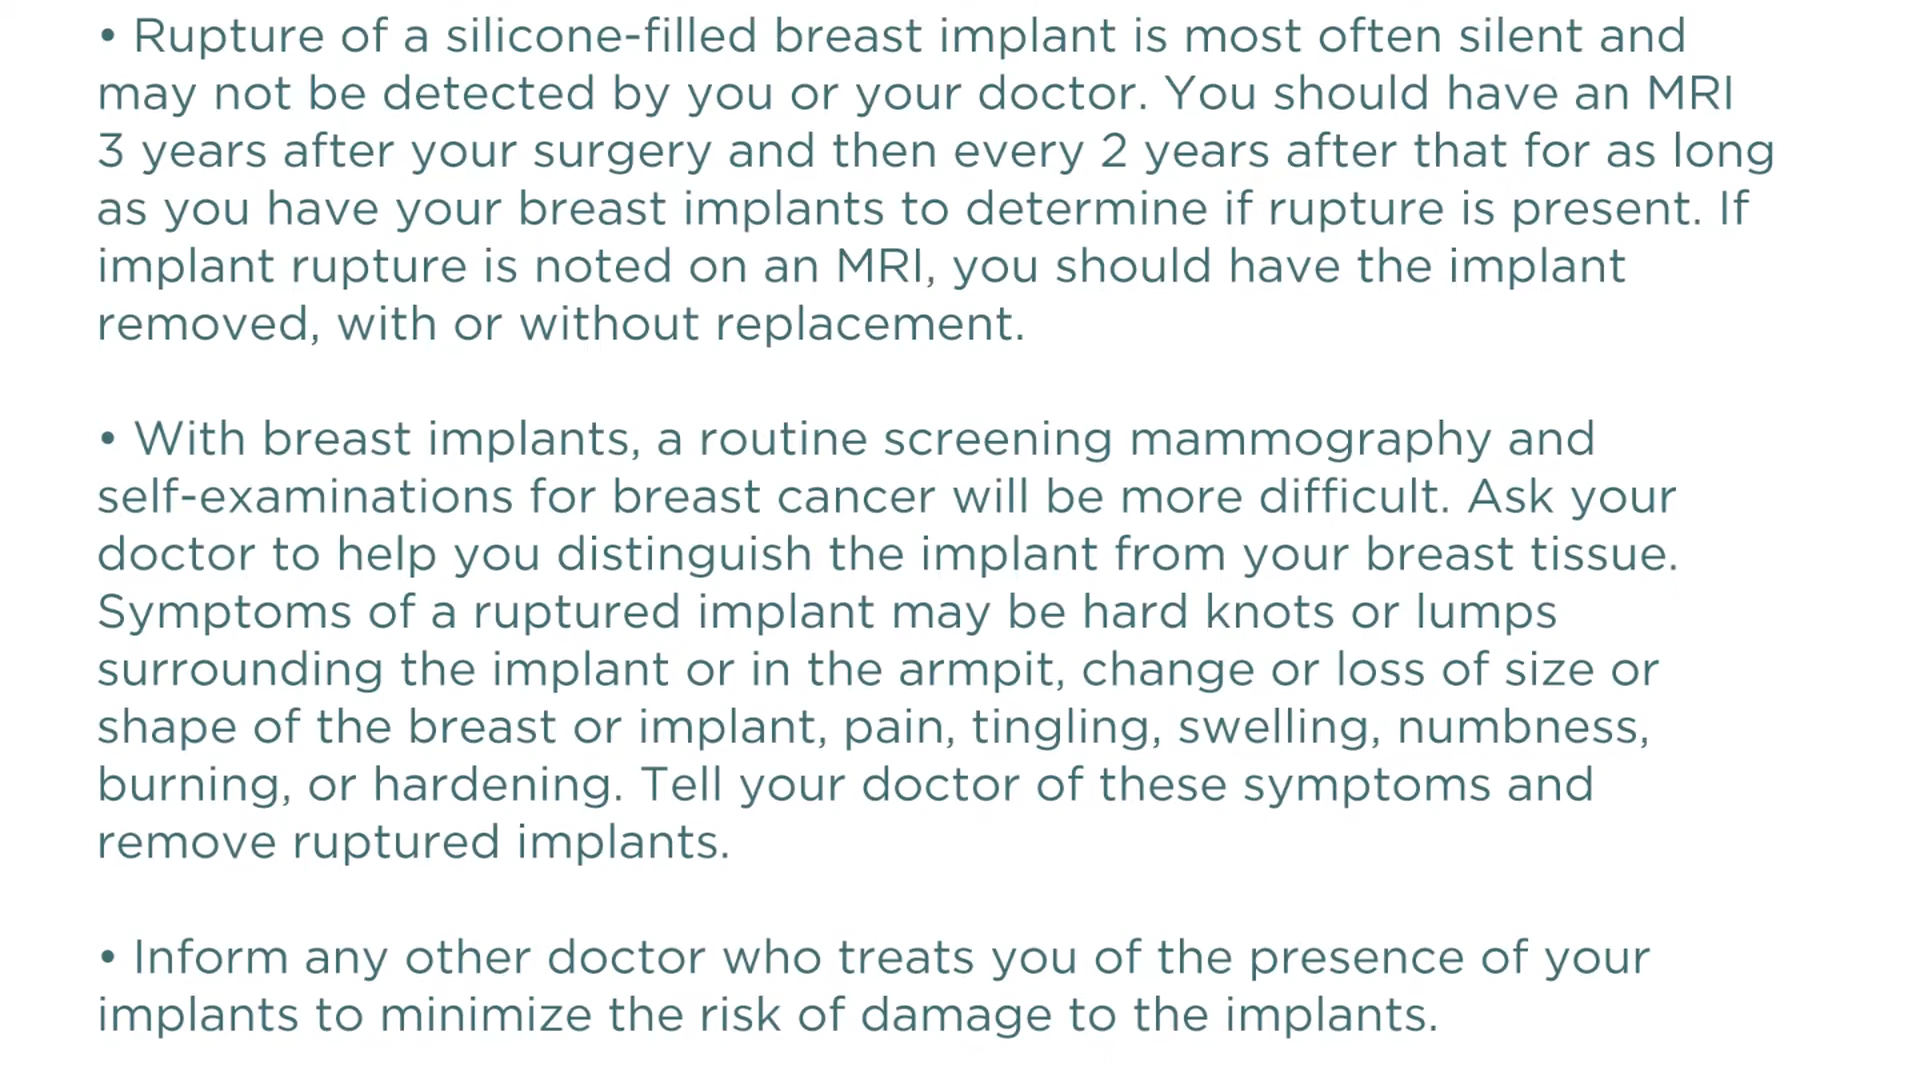 • Rupture of a silicone-filled breast implant is most often silent and
may not be detected by you or your doctor. You should have an MRI
3 years after your surgery and then every 2 years after that for as long
as you have your breast implants to determine if rupture is present. If
implant rupture is noted on an MRI, you should have the implant
removed, with or without replacement.
• With breast implants, a routine screening mammography and
self-examinations for breast cancer will be more difficult. Ask your
doctor to help you distinguish the implant from your breast tissue.
Symptoms of a ruptured implant may be hard knots or lumps
surrounding the implant or in the armpit, change or loss of size or
shape of the breast or implant, pain, tingling, swelling, numbness,
burning, or hardening. Tell your doctor of these symptoms and
remove ruptured implants.
• Inform any other doctor who treats you of the presence of your
implants to minimize the risk of damage to the implants.